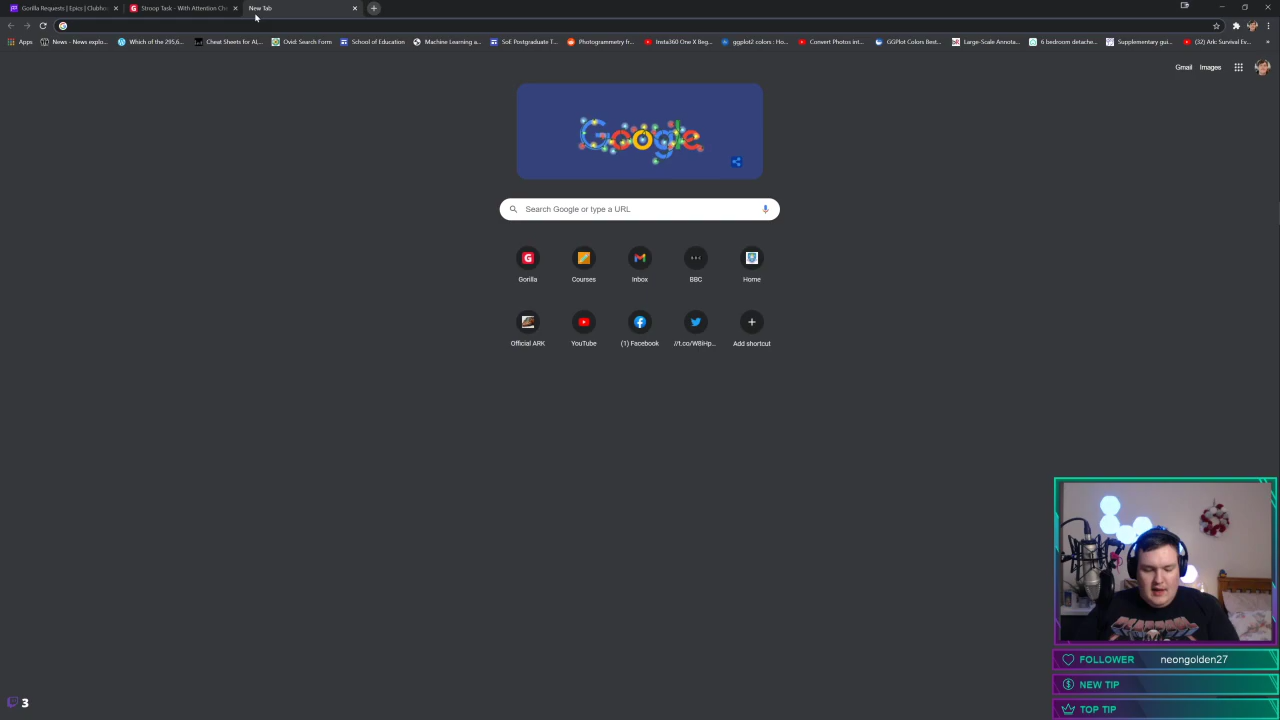 Gorilla Requests | Epics | Clubho
Stroop Task - With Attention Che
New Tab
Apps
News - News explo...
Which of the 295,6...
Cheat Sheets for AI,...
Ovid: Search Form
School of Education
Machine Learning a...
SoE Postgraduate T...
Photogrammetry fr...
Insta360 One X Beg...
ggplot2 colors : Ho...
Convert Photos int...
GGPlot Colors Best...
Large-Scale Annota...
6 bedroom detache...
Supplementary gui...
(32) Ark: Survival Ev...
Gmail
Images
Google
Search Google or type a URL
G
Gorilla
Courses
Inbox
BBC
Home
Official ARK
YouTube
(1) Facebook
//t.co/W8iHp...
Add shortcut
FOLLOWER neongolden27
NEW TIP
TOP TIP
3